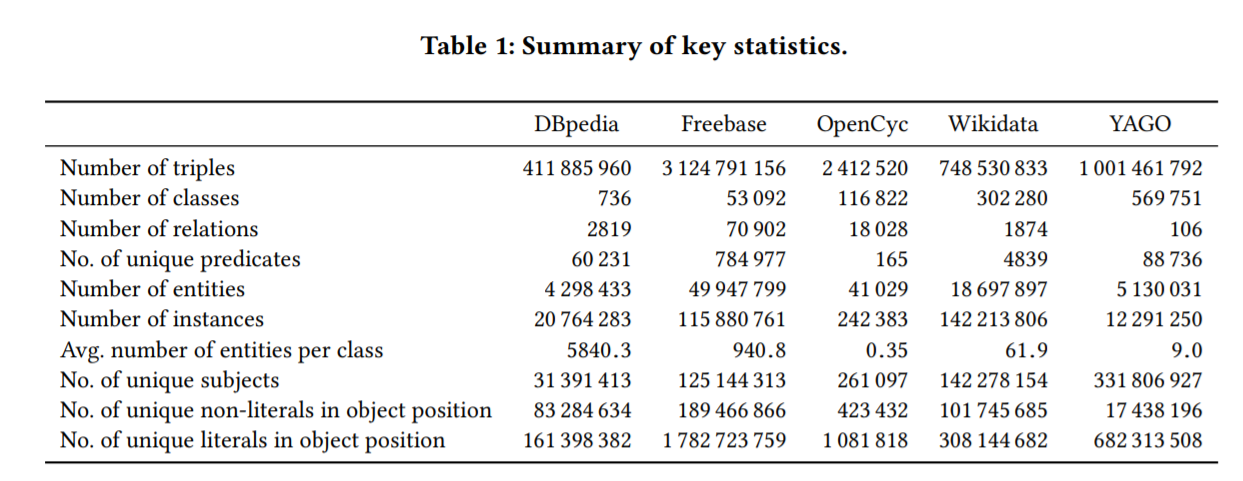 Table 1: Summary of key statistics.
DBpedia Freebase OpenCyc Wikidata YAGO
Number of triples 411 885 960 3 124 791 156 2 412 520 748 530 833 1 001 461 792
Number of classes 736 53 092 116 822 302 280 569 751
Number of relations 2819 70 902 18 028 1874 106
No. of unique predicates 60 231 784 977 165 4839 88 736
Number of entities 4 298 433 49 947 799 41 029 18 697 897 5 130 031
Number of instances 20 764 283 115 880 761 242 383 142 213 806 12 291 250
Avg. number of entities per class 5840.3 940.8 0.35 61.9 9.0
No. of unique subjects 31 391 413 125 144 313 261 097 142 278 154 331 806 927
No. of unique non-literals in object position 83 284 634 189 466 866 423 432 101 745 685 17 438 196
No. of unique literals in object position 161 398 382 1 782 723 759 1 081 818 308 144 682 682 313 508